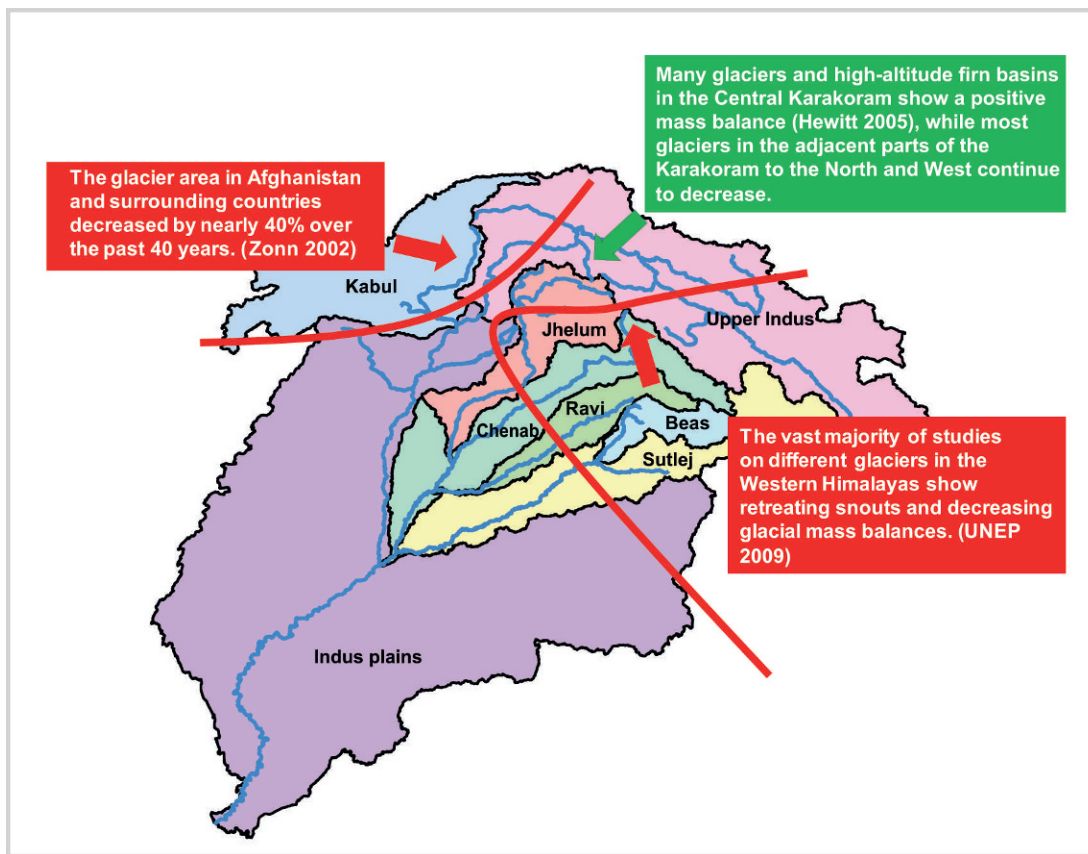 Many glaciers and high-altitude firn basins
in the Central Karakoram show a positive
mass balance (Hewitt 2005), while most
glaciers in the adjacent parts of the
Karakoram to the North and West continue
to decrease.
The glacier area in Afghanistan
and surrounding countries
decreased by nearly 40% over
the past 40 years. (Zonn 2002)
Kabul
Upper Indus
Jhelum
Ravi
Chenab
Beas
Sutlej
The vast majority of studies
on different glaciers in the
Western Himalayas show
retreating snouts and decreasing
glacial mass balances. (UNEP
2009)
Indus plains